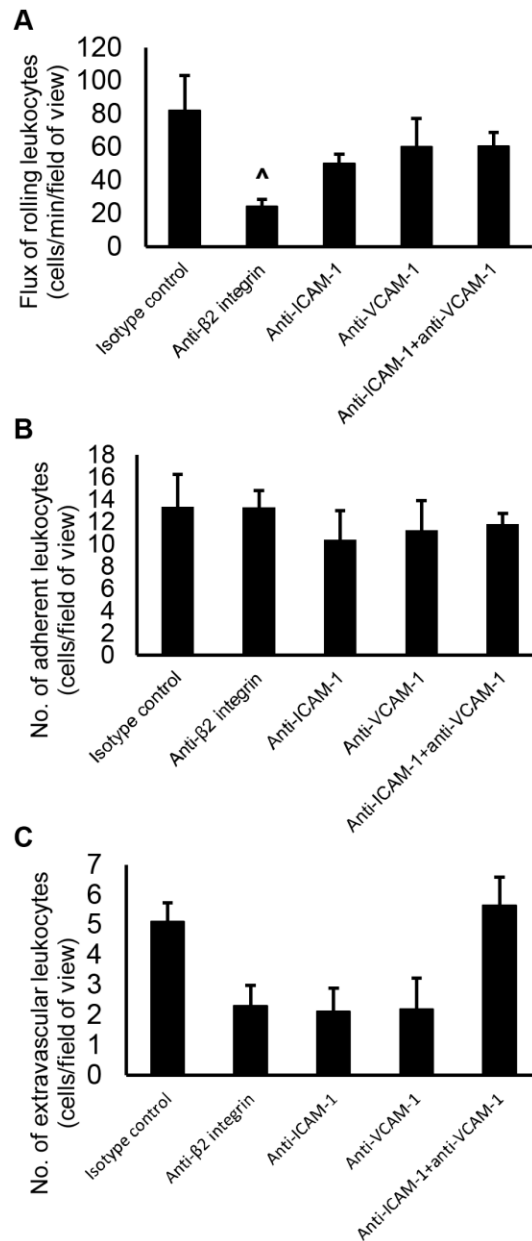 A
Flux of rolling leukocytes
(cells/min/field of view)
120
100
80
60
40
20
0
^
Isotype control
Anti-β2 integrin
Anti-ICAM-1
Anti-VCAM-1
Anti-ICAM-1+anti-VCAM-1
B
No. of adherent leukocytes
(cells/field of view)
18
16
14
12
10
8
6
4
2
0
Isotype control
Anti-β2 integrin
Anti-ICAM-1
Anti-VCAM-1
Anti-ICAM-1+anti-VCAM-1
C
No. of extravascular leukocytes
(cells/field of view)
7
6
5
4
3
2
1
0
Isotype control
Anti-β2 integrin
Anti-ICAM-1
Anti-VCAM-1
Anti-ICAM-1+anti-VCAM-1